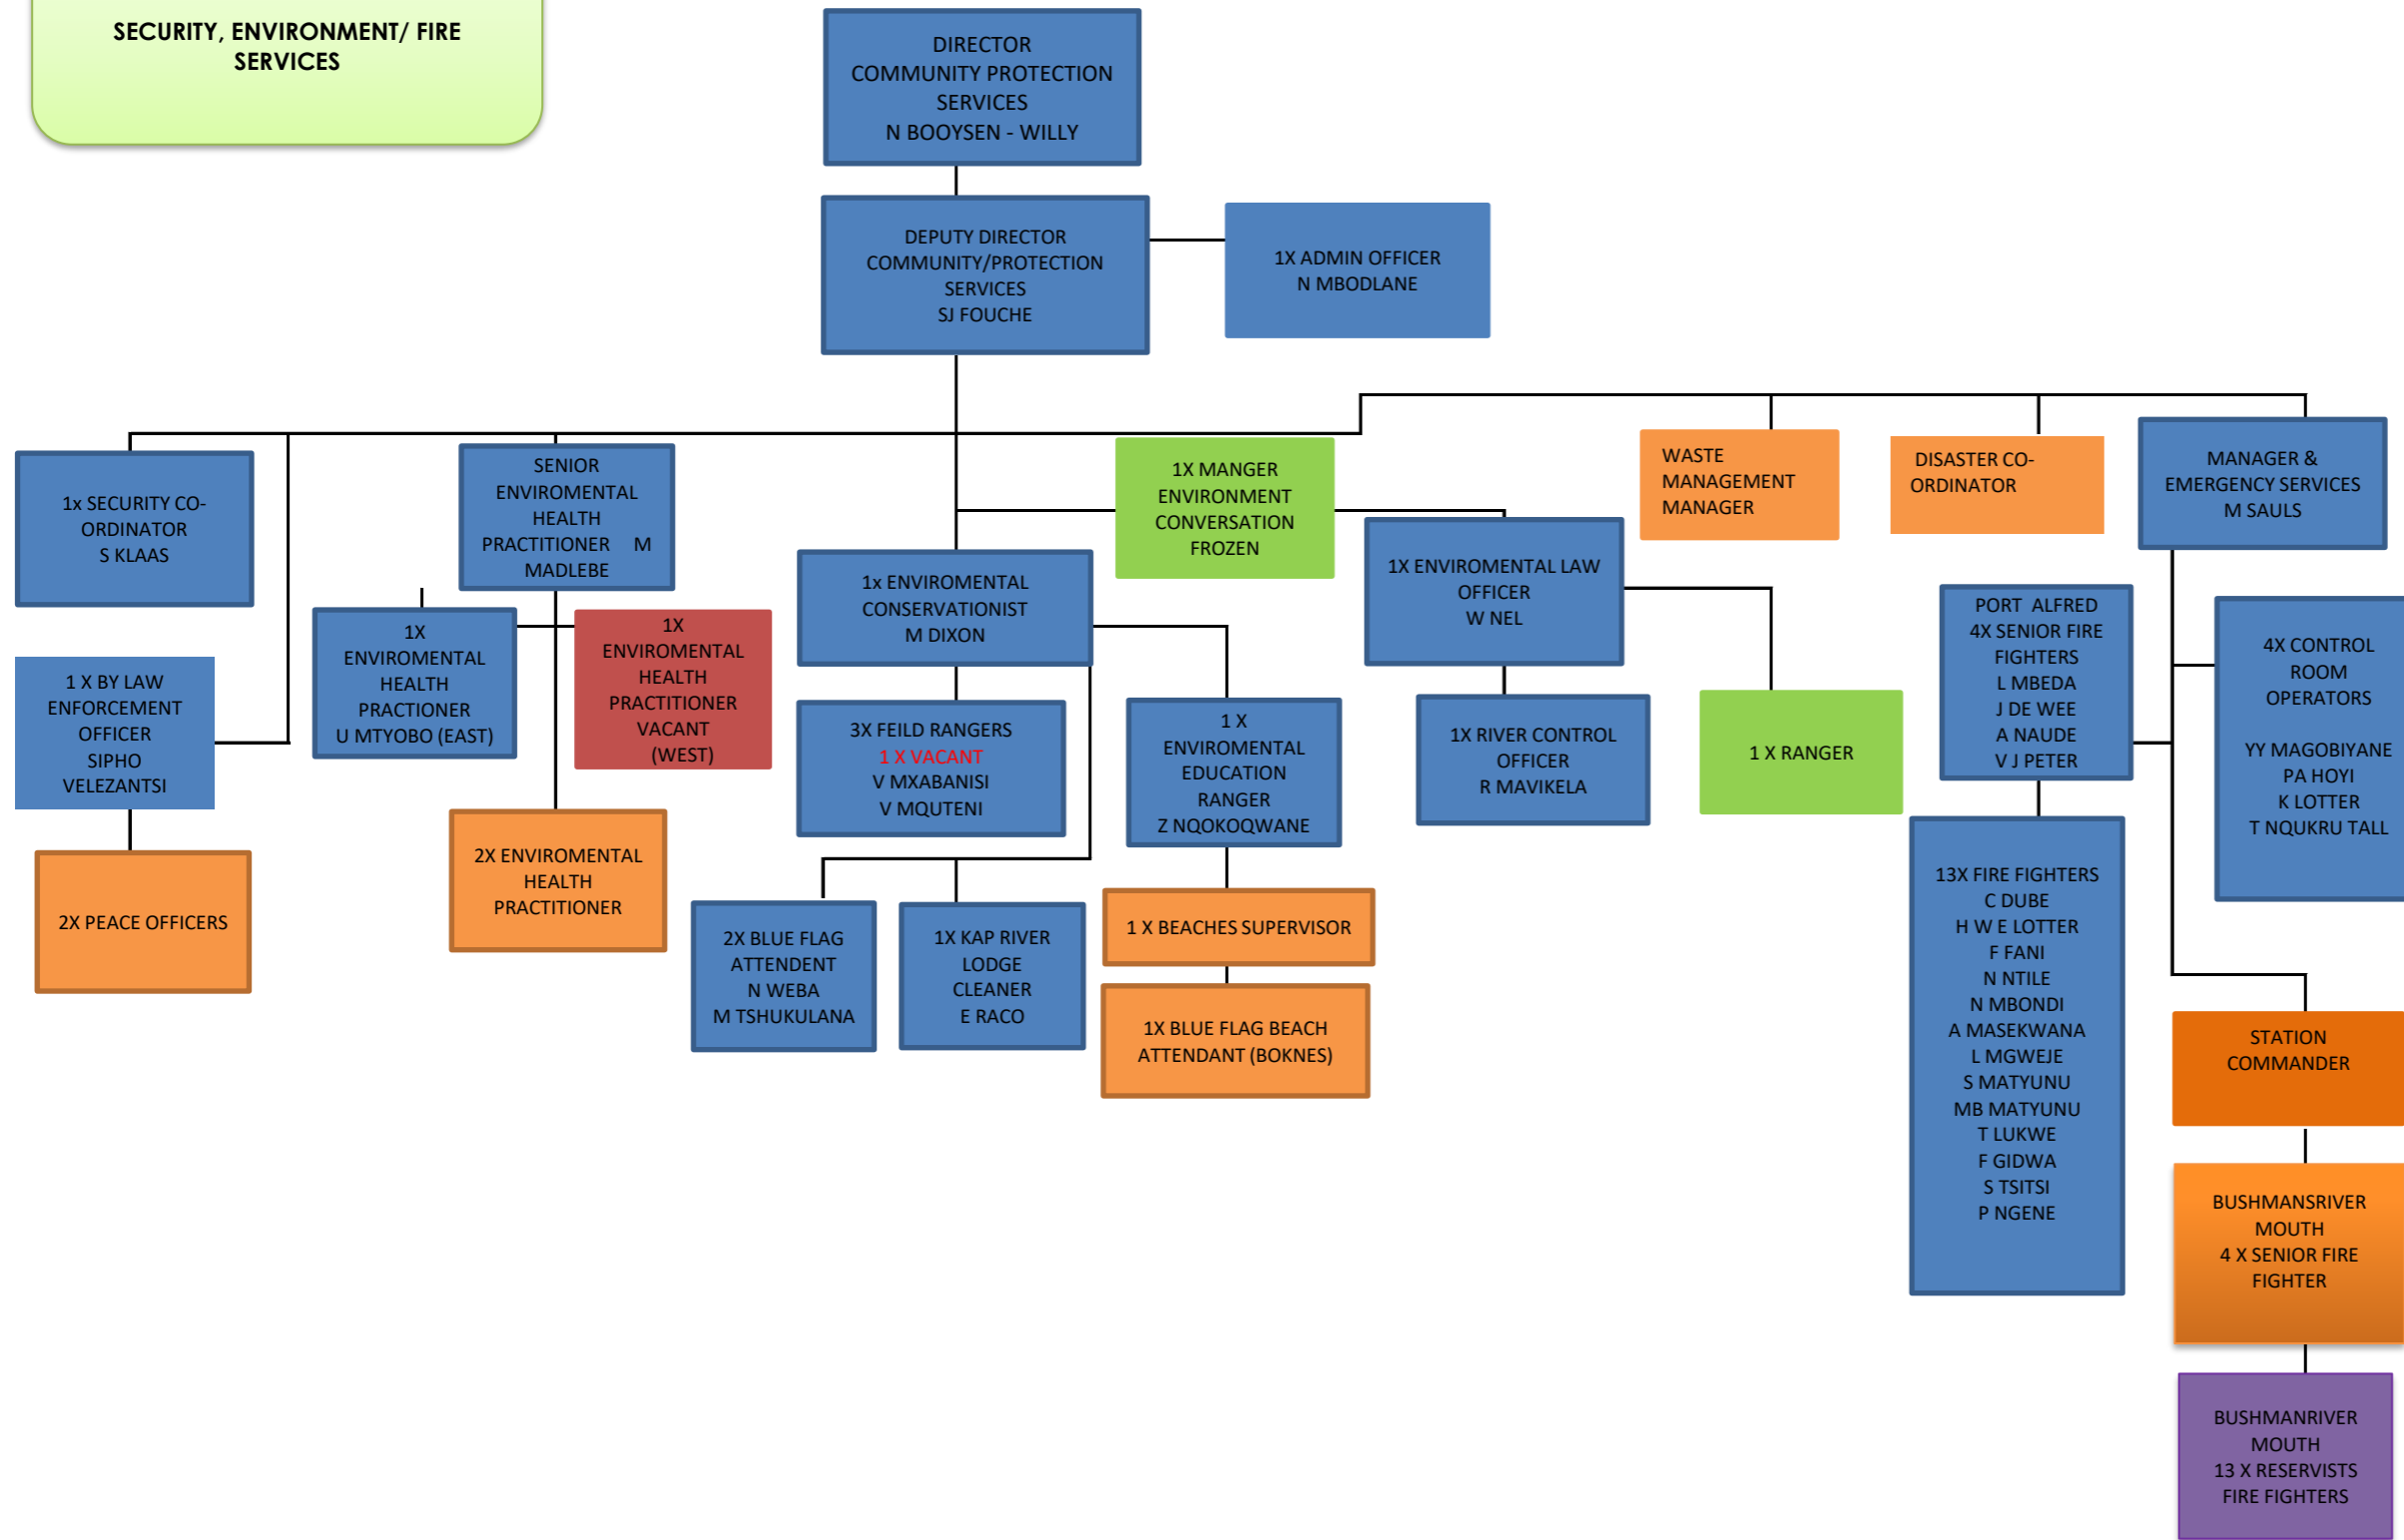 SECURITY, ENVIRONMENT/ FIRE
SERVICES
DIRECTOR
COMMUNITY PROTECTION
SERVICES
N BOOYSEN - WILLY
DEPUTY DIRECTOR
COMMUNITY/PROTECTION
SERVICES
SJ FOUCHE
1X ADMIN OFFICER
N MBODLANE
1x SECURITY CO-
ORDINATOR
S KLAAS
1 X BY LAW
ENFORCEMENT
OFFICER
SIPHO
VELEZANTSI
2X PEACE OFFICERS
SENIOR
ENVIROMENTAL
HEALTH
PRACTITIONER M
MADLEBE
1X
ENVIROMENTAL
HEALTH
PRACTIONER
U MTYOBO (EAST)
1X
ENVIROMENTAL
HEALTH
PRACTITIONER
VACANT
(WEST)
2X ENVIROMENTAL
HEALTH
PRACTITIONER
1x ENVIROMENTAL
CONSERVATIONIST
M DIXON
3X FEILD RANGERS
1 X VACANT
V MXABANISI
V MQUTENI
2X BLUE FLAG
ATTENDENT
N WEBA
M TSHUKULANA
1X KAP RIVER
LODGE
CLEANER
E RACO
1 X
ENVIROMENTAL
EDUCATION
RANGER
Z NQOKOQWANE
1 X BEACHES SUPERVISOR
1X BLUE FLAG BEACH
ATTENDANT (BOKNES)
1X MANGER
ENVIRONMENT
CONVERSATION
FROZEN
1X ENVIROMENTAL LAW
OFFICER
W NEL
1X RIVER CONTROL
OFFICER
R MAVIKELA
1 X RANGER
WASTE
MANAGEMENT
MANAGER
DISASTER CO-
ORDINATOR
MANAGER &
EMERGENCY SERVICES
M SAULS
PORT ALFRED
4X SENIOR FIRE
FIGHTERS
L MBEDA
J DE WEE
A NAUDE
V J PETER
4X CONTROL
ROOM
OPERATORS
YY MAGOBIYANE
PA HOYI
K LOTTER
T NQUKRU TALL
13X FIRE FIGHTERS
C DUBE
H W E LOTTER
F FANI
N NTILE
N MBONDI
A MASEKWANA
L MGWEJE
S MATYUNU
MB MATYUNU
T LUKWE
F GIDWA
S TSITSI
P NGENE
STATION
COMMANDER
BUSHMANSRIVER
MOUTH
4 X SENIOR FIRE
FIGHTER
BUSHMANRIVER
MOUTH
13 X RESERVISTS
FIRE FIGHTERS